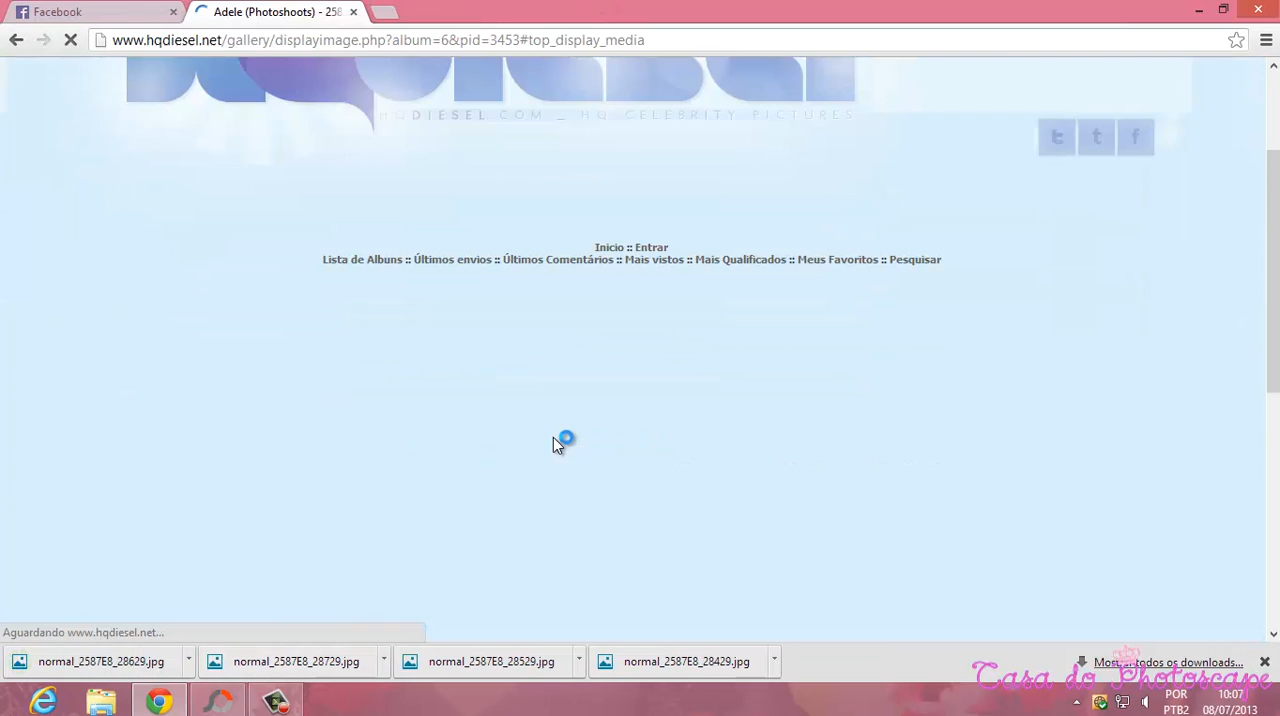 Facebook
Adele (Photoshoots) - 258
www.hqdiesel.net/gallery/displayimage.php?album=6&pid=3453#top_display_media
HQDIESEL.COM _ HQ CELEBRITY PICTURES
t t f
Inicio :: Entrar
Lista de Albuns :: Últimos envios :: Últimos Comentários :: Mais vistos :: Mais Qualificados :: Meus Favoritos :: Pesquisar
Aguardando www.hqdiesel.net...
normal_2587E8_28629.jpg
normal_2587E8_28729.jpg
normal_2587E8_28529.jpg
normal_2587E8_28429.jpg
todos os downloads...
Casa do Photoscape
POR
PTB2
10:07
08/07/2013